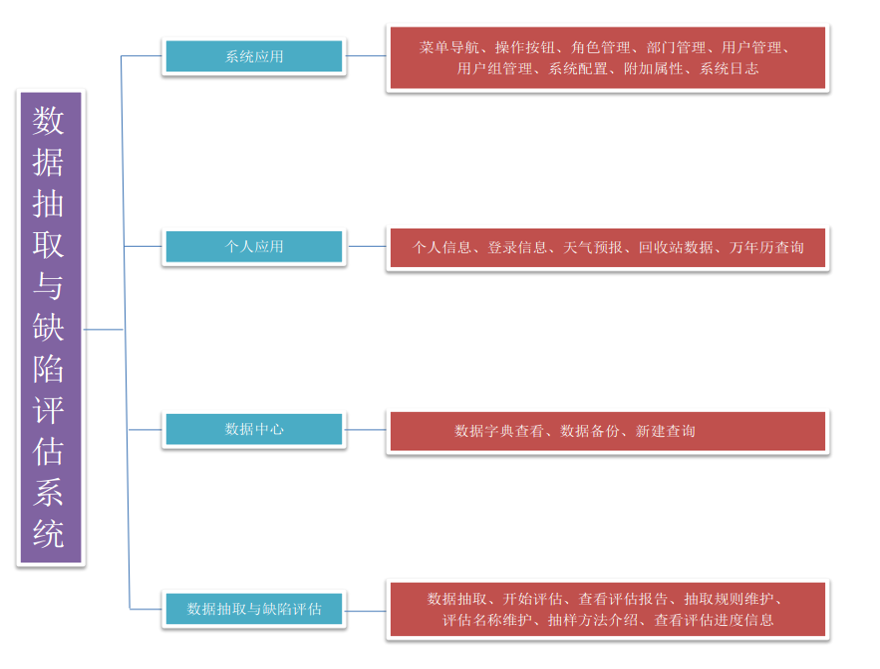 数据抽取与缺陷评估系统
系统应用
菜单导航、操作按钮、角色管理、部门管理、用户管理、
用户组管理、系统配置、附加属性、系统日志
个人应用
个人信息、登录信息、天气预报、回收站数据、万年历查询
数据中心
数据字典查看、数据备份、新建查询
数据抽取与缺陷评估
数据抽取、开始评估、查看评估报告、抽取规则维护、
评估名称维护、抽样方法介绍、查看评估进度信息